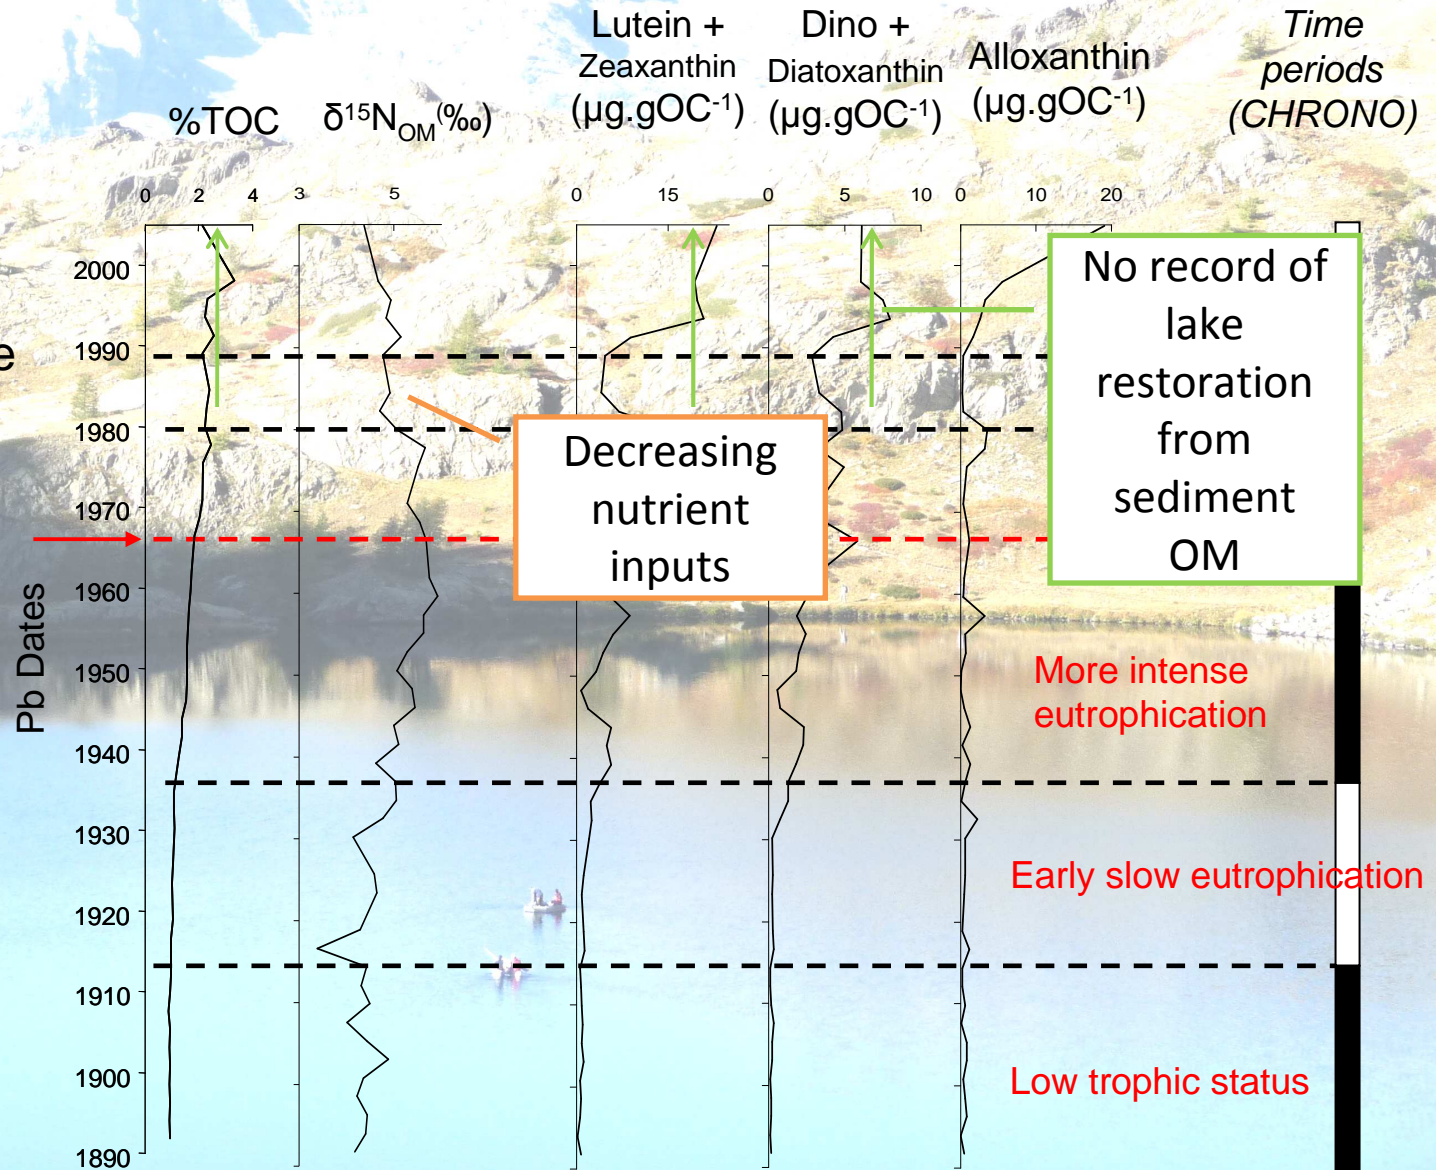 Lutein +
Zeaxanthin
(µg.gOC⁻¹)
Dino +
Diatoxanthin
(µg.gOC⁻¹)
Alloxanthin
(µg.gOC⁻¹)
Time
periods
(CHRONO)
%TOC
δ¹⁵N_OM(‰)
0 2 4 3 5 0 15 0 5 10 0 10 20
2000
1990
1980
1970
1960
1950
1940
1930
1920
1910
1900
1890
Pb Dates
e
Decreasing
nutrient
inputs
No record of
lake
restoration
from
sediment
OM
More intense
eutrophication
Early slow eutrophication
Low trophic status